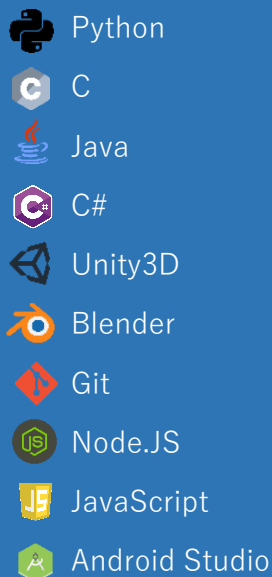 Python
C
Java
C#
Unity3D
Blender
Git
Node.JS
JavaScript
Android Studio